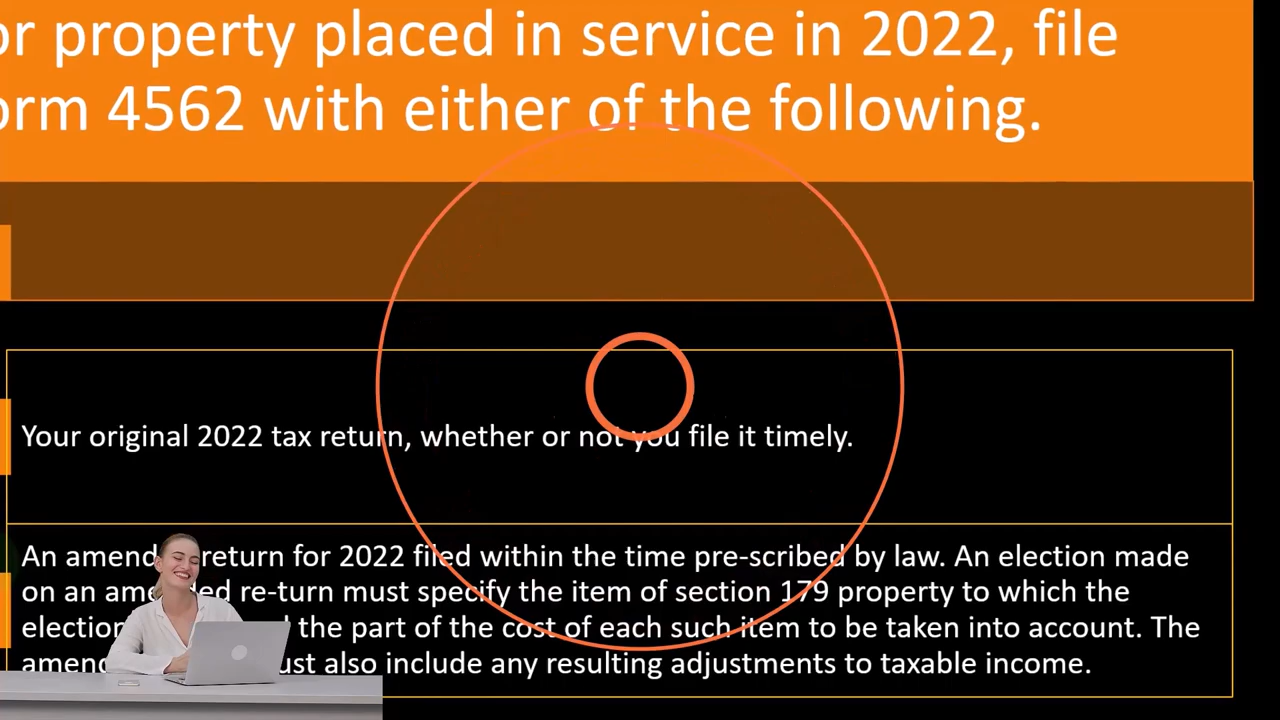 or property placed in service in 2022, file
orm 4562 with either of the following.
Your original 2022 tax return, whether or not you file it timely.
An amend return for 2022 filed within the time pre-scribed by law. An election made
on an amended re-turn must specify the item of section 179 property to which the
election the part of the cost of each such item to be taken into account. The
amend ust also include any resulting adjustments to taxable income.